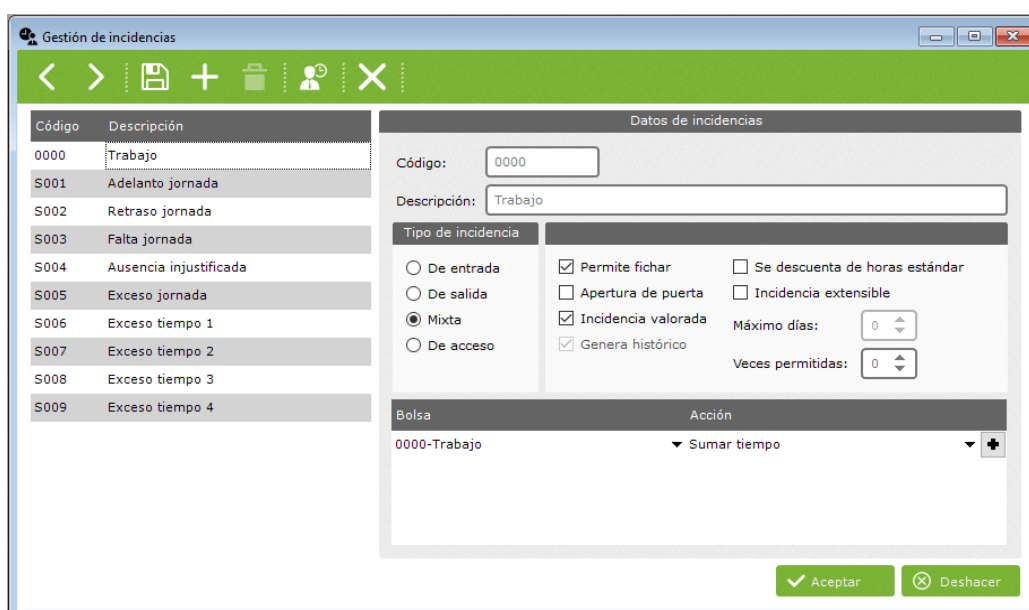 Gestión de incidencias
Código Descripción
0000 Trabajo
S001 Adelanto jornada
S002 Retraso jornada
S003 Falta jornada
S004 Ausencia injustificada
S005 Exceso jornada
S006 Exceso tiempo 1
S007 Exceso tiempo 2
S008 Exceso tiempo 3
S009 Exceso tiempo 4
Datos de incidencias
Código: 0000
Descripción: Trabajo
Tipo de incidencia
De entrada
De salida
Mixta
De acceso
Permite fichar
Apertura de puerta
Incidencia valorada
Genera histórico
Se descuenta de horas estándar
Incidencia extensible
Máximo días: 0
Veces permitidas: 0
Bolsa Acción
0000-Trabajo Sumar tiempo
Aceptar Deshacer